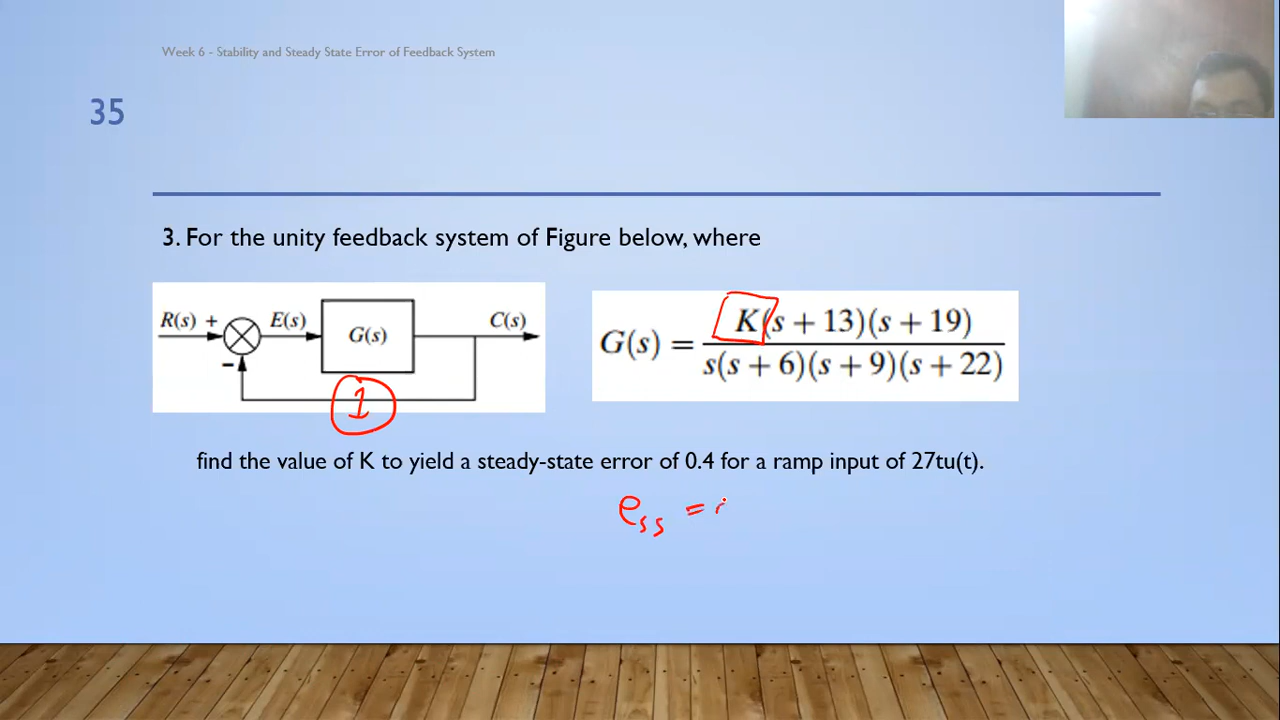 Week 6 - Stability and Steady State Error of Feedback System
35
3. For the unity feedback system of Figure below, where
R(s) + E(s) G(s) C(s)
−
1
G(s) = K(s + 13)(s + 19) / s(s + 6)(s + 9)(s + 22)
find the value of K to yield a steady-state error of 0.4 for a ramp input of 27tu(t).
e_ss =